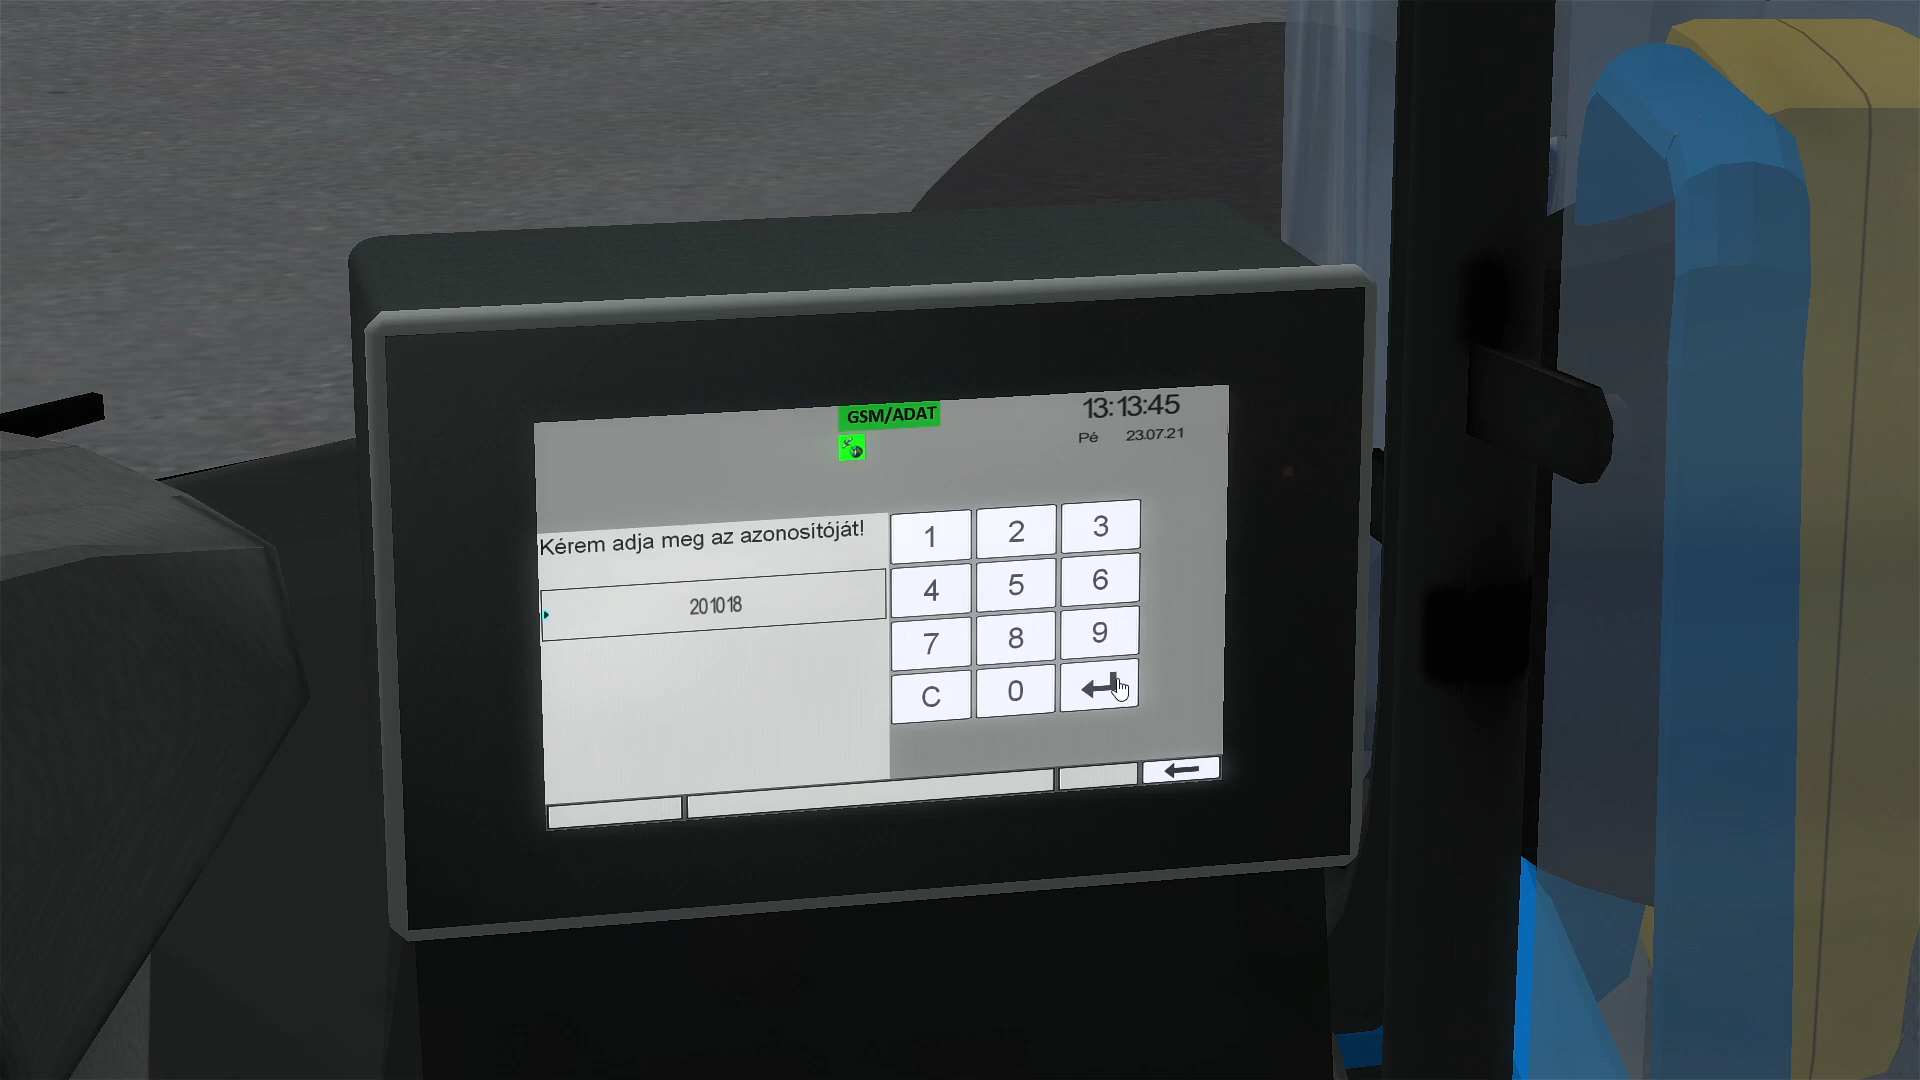 GSM/ADAT
13:13:45
Pé 23.07.21
Kérem adja meg az azonosítóját!
201018
1 2 3
4 5 6
7 8 9
C 0